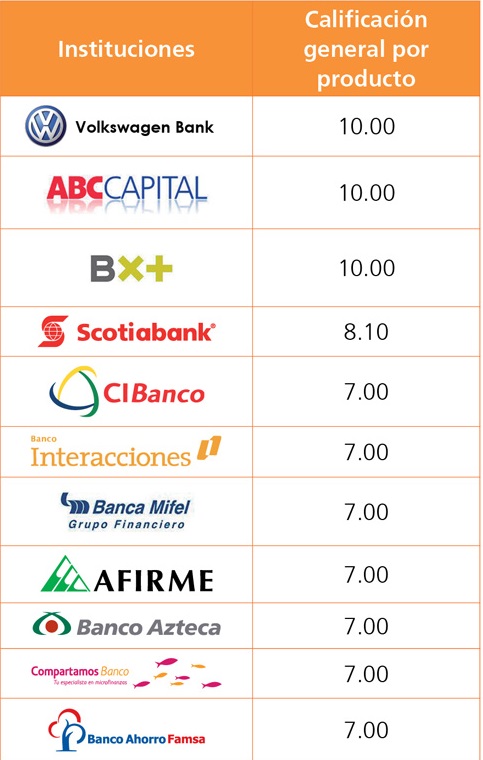 Instituciones
Calificación
general por
producto
Volkswagen Bank
10.00
ABCCAPITAL
10.00
BX+
10.00
Scotiabank®
8.10
CIBanco
7.00
Banco
Interacciones
7.00
Banca Mifel
Grupo Financiero
7.00
AFIRME
7.00
Banco Azteca
7.00
Compartamos Banco
Tu especialista en microfinanzas
7.00
Banco Ahorro Famsa
7.00